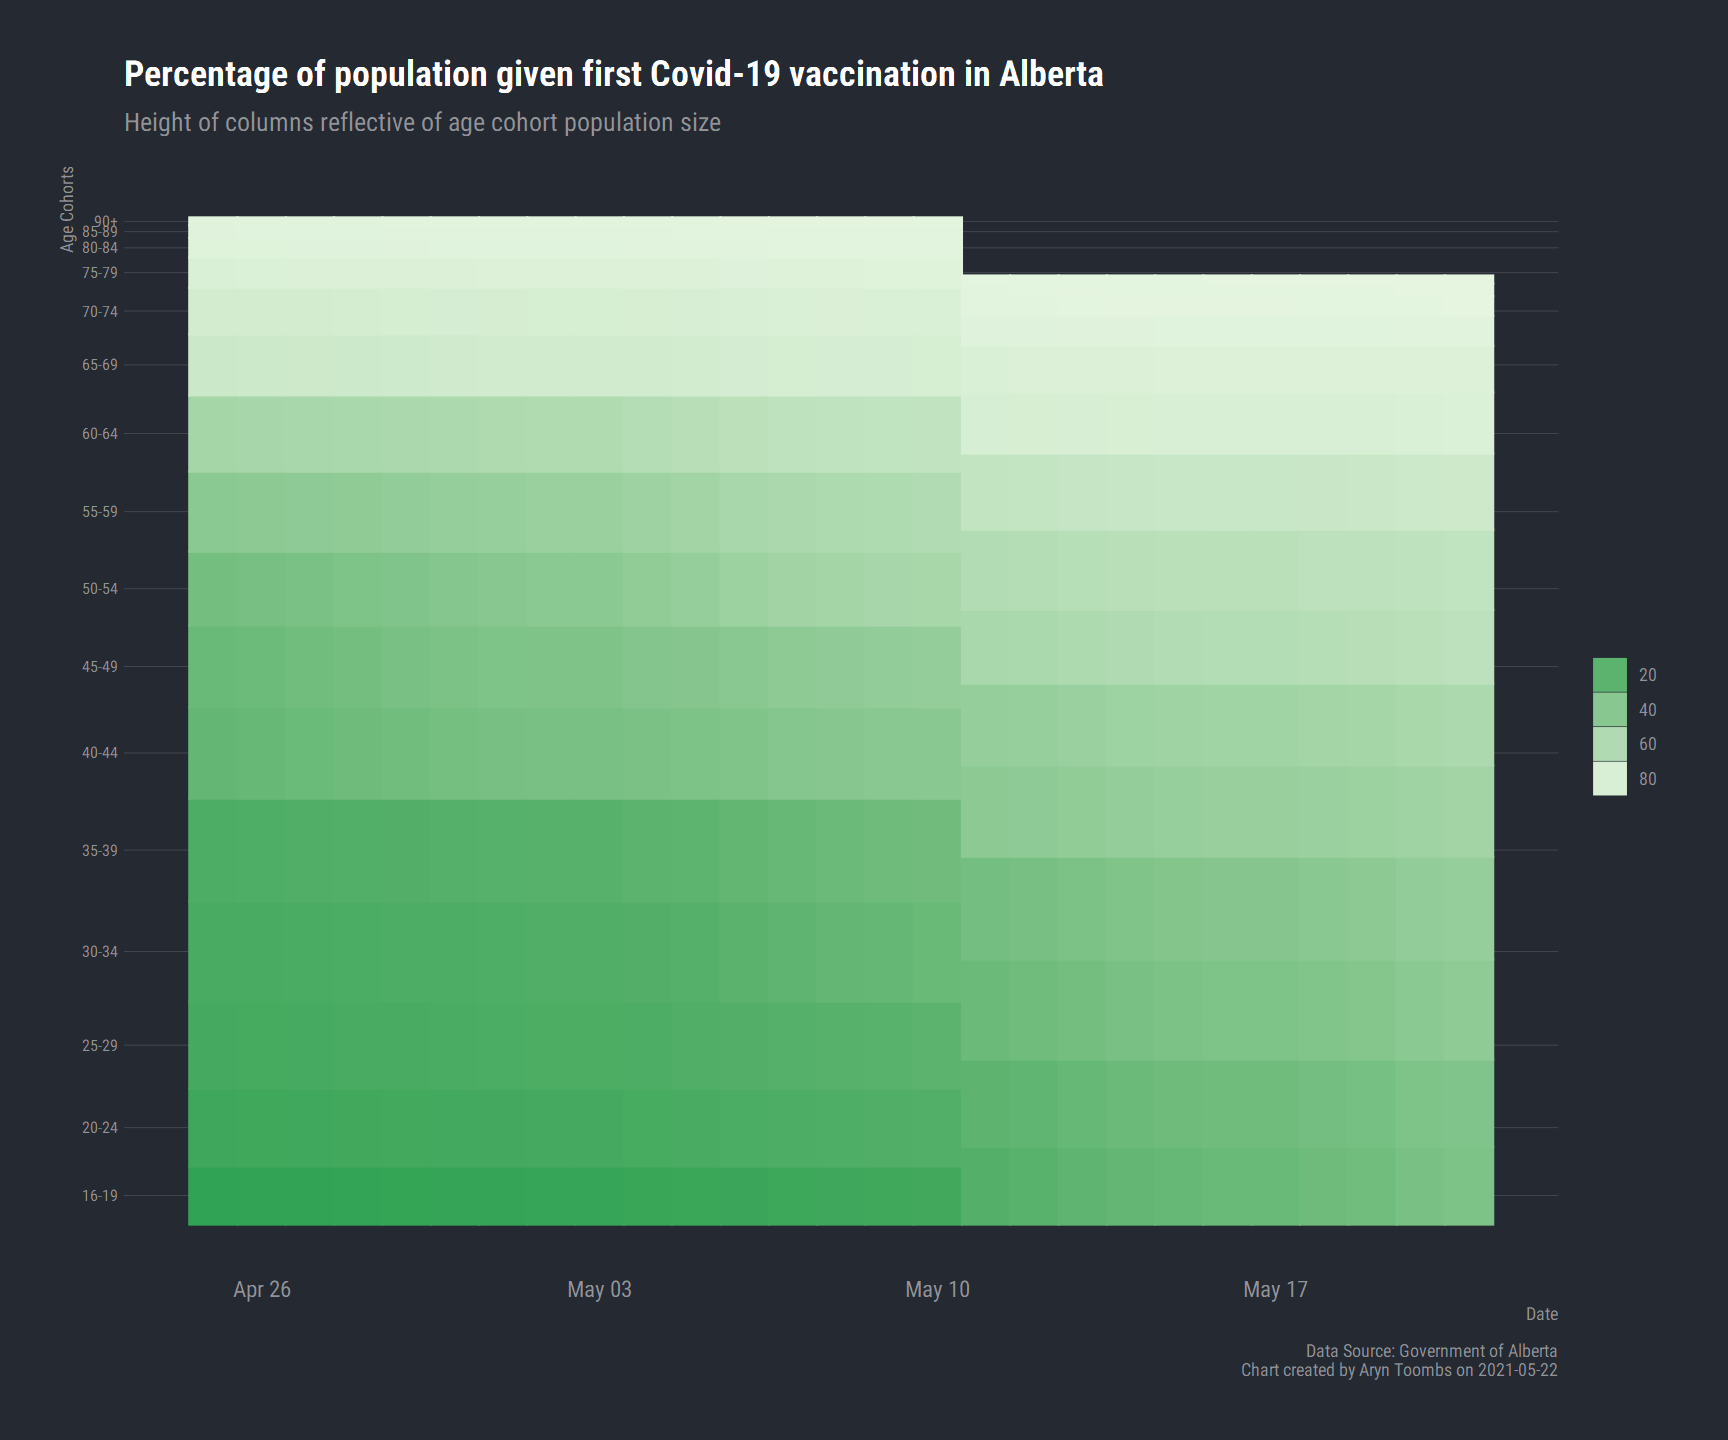 Percentage of population given first Covid-19 vaccination in Alberta
Height of columns reflective of age cohort population size
Age Cohorts
90+
85-89
80-84
75-79
70-74
65-69
60-64
55-59
50-54
45-49
40-44
35-39
30-34
25-29
20-24
16-19
20
40
60
80
Apr 26
May 03
May 10
May 17
Date
Data Source: Government of Alberta
Chart created by Aryn Toombs on 2021-05-22